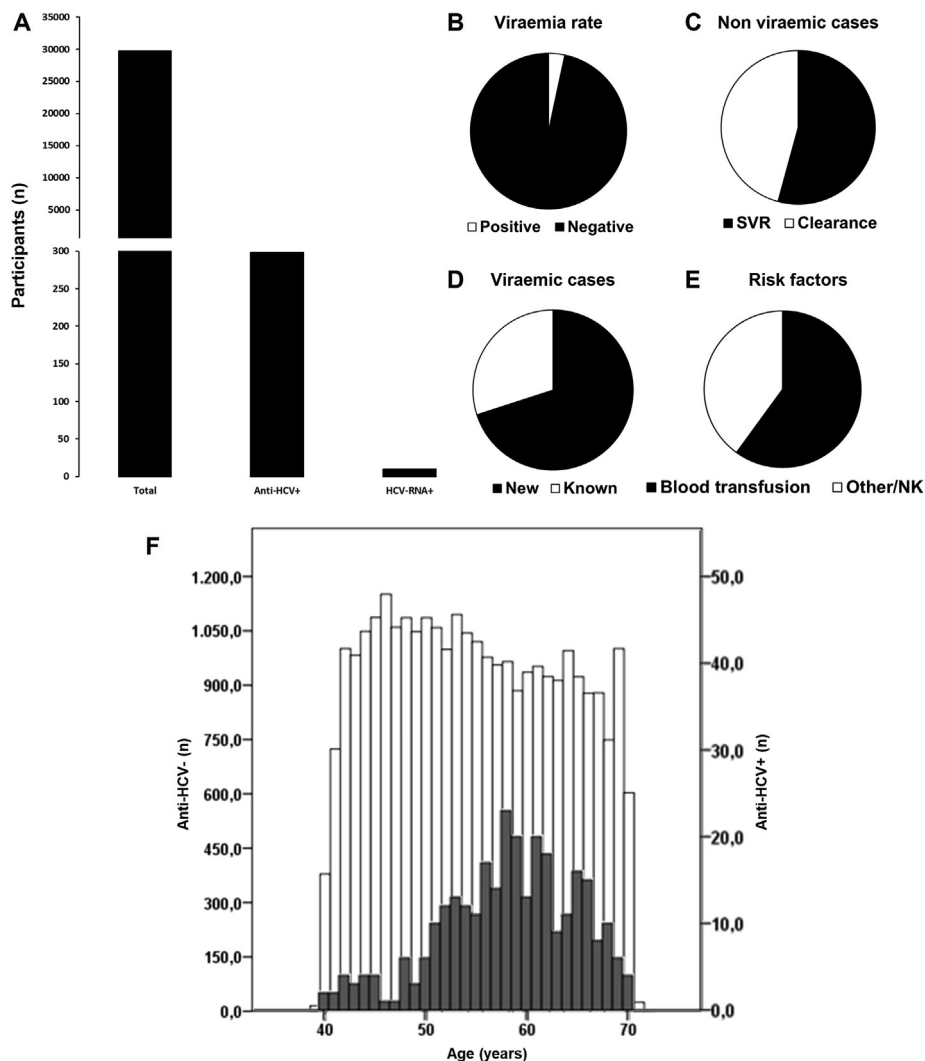 A
35000
30000
25000
20000
15000
10000
5000
300
250
200
150
100
50
0
Participants (n)
Total
Anti-HCV+
HCV-RNA+
B Viraemia rate
Positive Negative
C Non viraemic cases
SVR Clearance
D Viraemic cases
New Known
E Risk factors
Blood transfusion Other/NK
F
1.200,0
1.050,0
900,0
750,0
600,0
450,0
300,0
150,0
0,0
Anti-HCV- (n)
50,0
40,0
30,0
20,0
10,0
0,0
Anti-HCV+ (n)
40 50 60 70
Age (years)